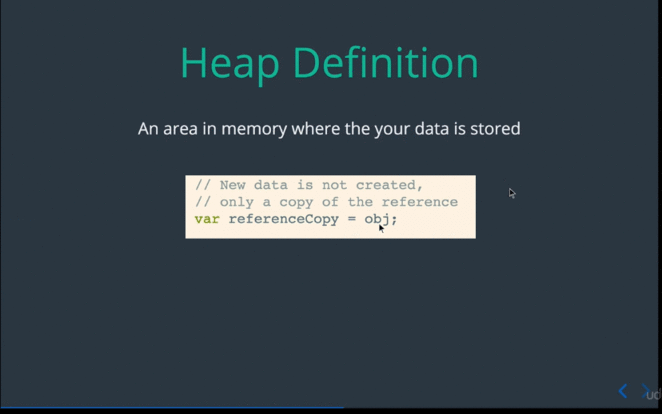 Heap Definition
An area in memory where the your data is stored
// New data is not created,
// only a copy of the reference
var referenceCopy = obj;